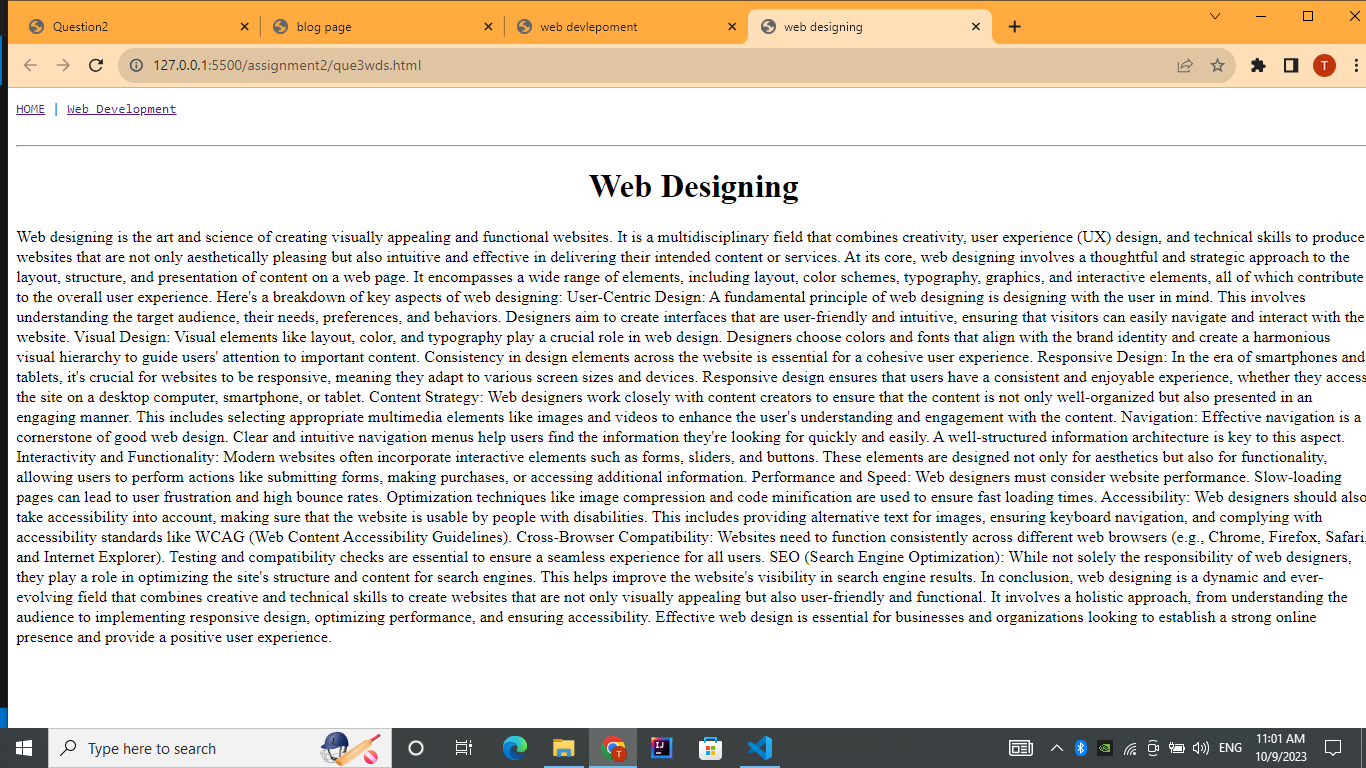 Question2
blog page
web devlepoment
web designing
127.0.0.1:5500/assignment2/que3wds.html
T
HOME | Web Development
Web Designing
Web designing is the art and science of creating visually appealing and functional websites. It is a multidisciplinary field that combines creativity, user experience (UX) design, and technical skills to produce
websites that are not only aesthetically pleasing but also intuitive and effective in delivering their intended content or services. At its core, web designing involves a thoughtful and strategic approach to the
layout, structure, and presentation of content on a web page. It encompasses a wide range of elements, including layout, color schemes, typography, graphics, and interactive elements, all of which contribute
to the overall user experience. Here's a breakdown of key aspects of web designing: User-Centric Design: A fundamental principle of web designing is designing with the user in mind. This involves
understanding the target audience, their needs, preferences, and behaviors. Designers aim to create interfaces that are user-friendly and intuitive, ensuring that visitors can easily navigate and interact with the
website. Visual Design: Visual elements like layout, color, and typography play a crucial role in web design. Designers choose colors and fonts that align with the brand identity and create a harmonious
visual hierarchy to guide users' attention to important content. Consistency in design elements across the website is essential for a cohesive user experience. Responsive Design: In the era of smartphones and
tablets, it's crucial for websites to be responsive, meaning they adapt to various screen sizes and devices. Responsive design ensures that users have a consistent and enjoyable experience, whether they access
the site on a desktop computer, smartphone, or tablet. Content Strategy: Web designers work closely with content creators to ensure that the content is not only well-organized but also presented in an
engaging manner. This includes selecting appropriate multimedia elements like images and videos to enhance the user's understanding and engagement with the content. Navigation: Effective navigation is a
cornerstone of good web design. Clear and intuitive navigation menus help users find the information they're looking for quickly and easily. A well-structured information architecture is key to this aspect.
Interactivity and Functionality: Modern websites often incorporate interactive elements such as forms, sliders, and buttons. These elements are designed not only for aesthetics but also for functionality,
allowing users to perform actions like submitting forms, making purchases, or accessing additional information. Performance and Speed: Web designers must consider website performance. Slow-loading
pages can lead to user frustration and high bounce rates. Optimization techniques like image compression and code minification are used to ensure fast loading times. Accessibility: Web designers should also
take accessibility into account, making sure that the website is usable by people with disabilities. This includes providing alternative text for images, ensuring keyboard navigation, and complying with
accessibility standards like WCAG (Web Content Accessibility Guidelines). Cross-Browser Compatibility: Websites need to function consistently across different web browsers (e.g., Chrome, Firefox, Safari,
and Internet Explorer). Testing and compatibility checks are essential to ensure a seamless experience for all users. SEO (Search Engine Optimization): While not solely the responsibility of web designers,
they play a role in optimizing the site's structure and content for search engines. This helps improve the website's visibility in search engine results. In conclusion, web designing is a dynamic and ever-
evolving field that combines creative and technical skills to create websites that are not only visually appealing but also user-friendly and functional. It involves a holistic approach, from understanding the
audience to implementing responsive design, optimizing performance, and ensuring accessibility. Effective web design is essential for businesses and organizations looking to establish a strong online
presence and provide a positive user experience.
Type here to search
T
IJ
ENG
11:01 AM
10/9/2023